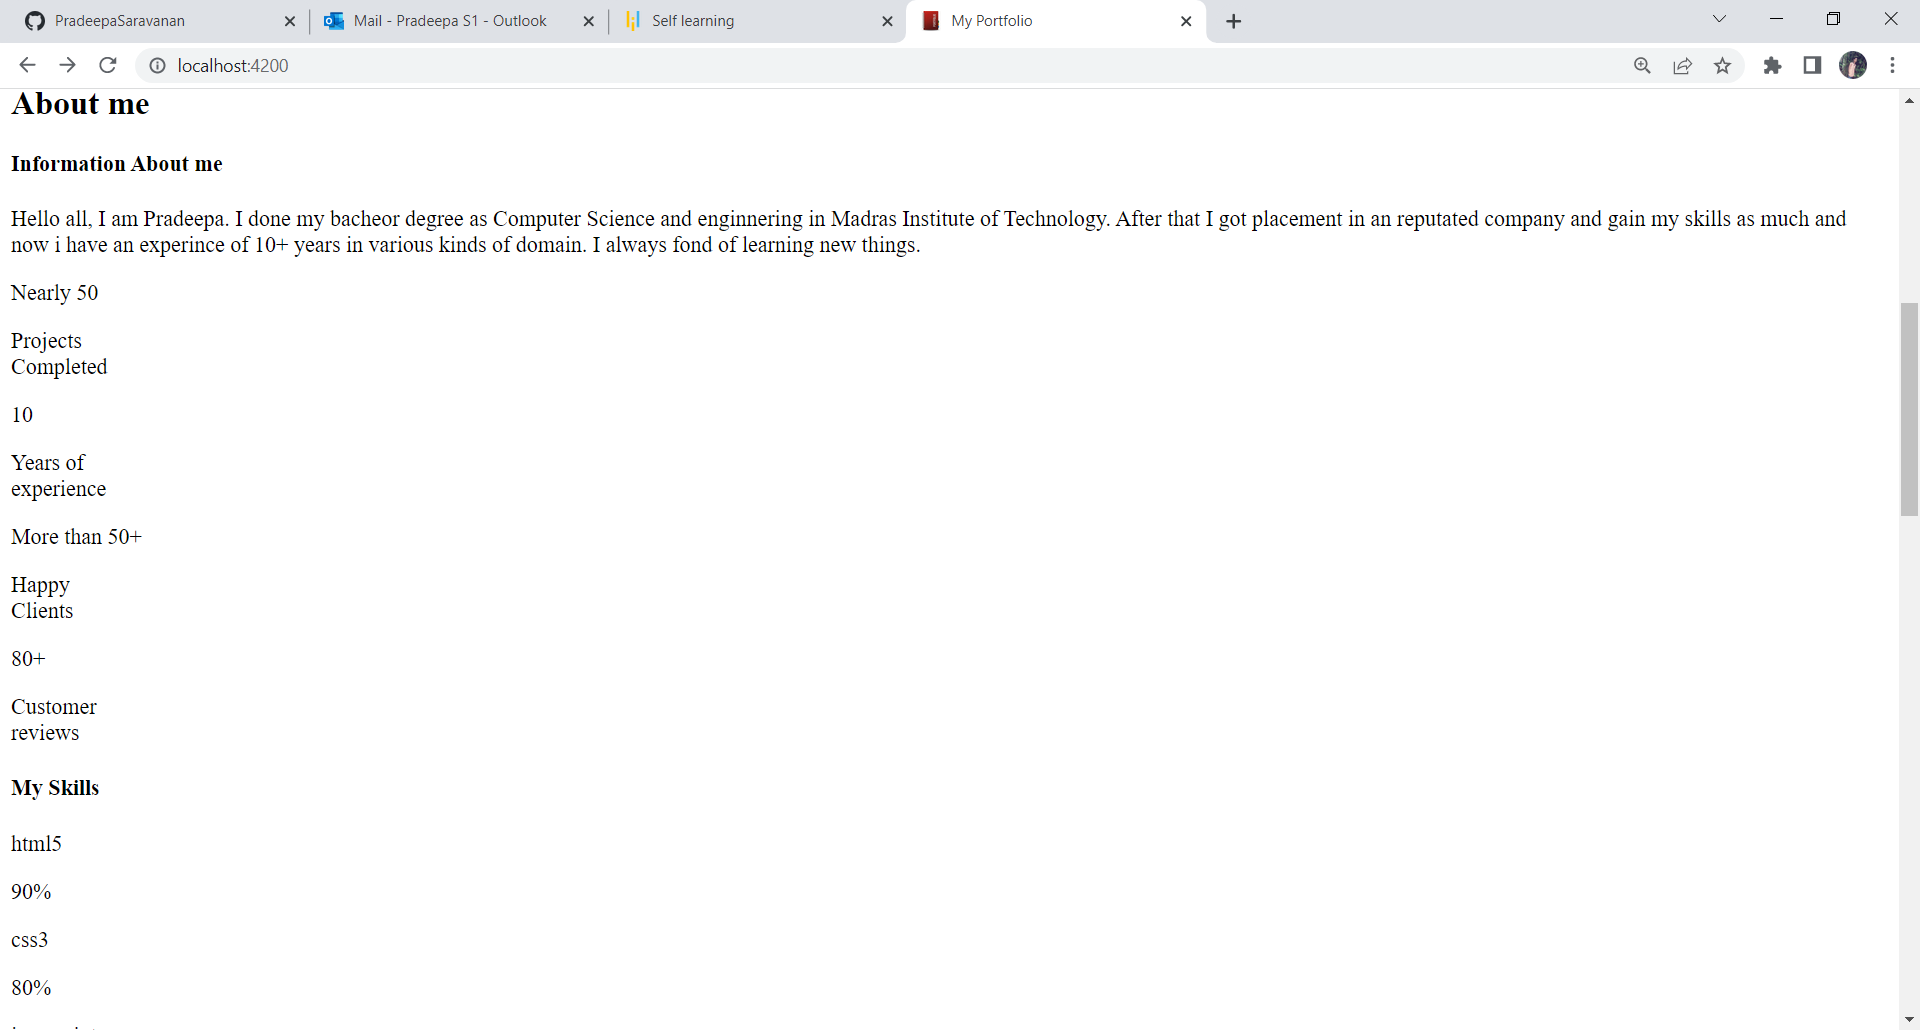 PradeepaSaravanan
Mail - Pradeepa S1 - Outlook
Self learning
My Portfolio
localhost:4200
About me
Information About me
Hello all, I am Pradeepa. I done my bacheor degree as Computer Science and enginnering in Madras Institute of Technology. After that I got placement in an reputated company and gain my skills as much and
now i have an experince of 10+ years in various kinds of domain. I always fond of learning new things.
Nearly 50
Projects
Completed
10
Years of
experience
More than 50+
Happy
Clients
80+
Customer
reviews
My Skills
html5
90%
css3
80%